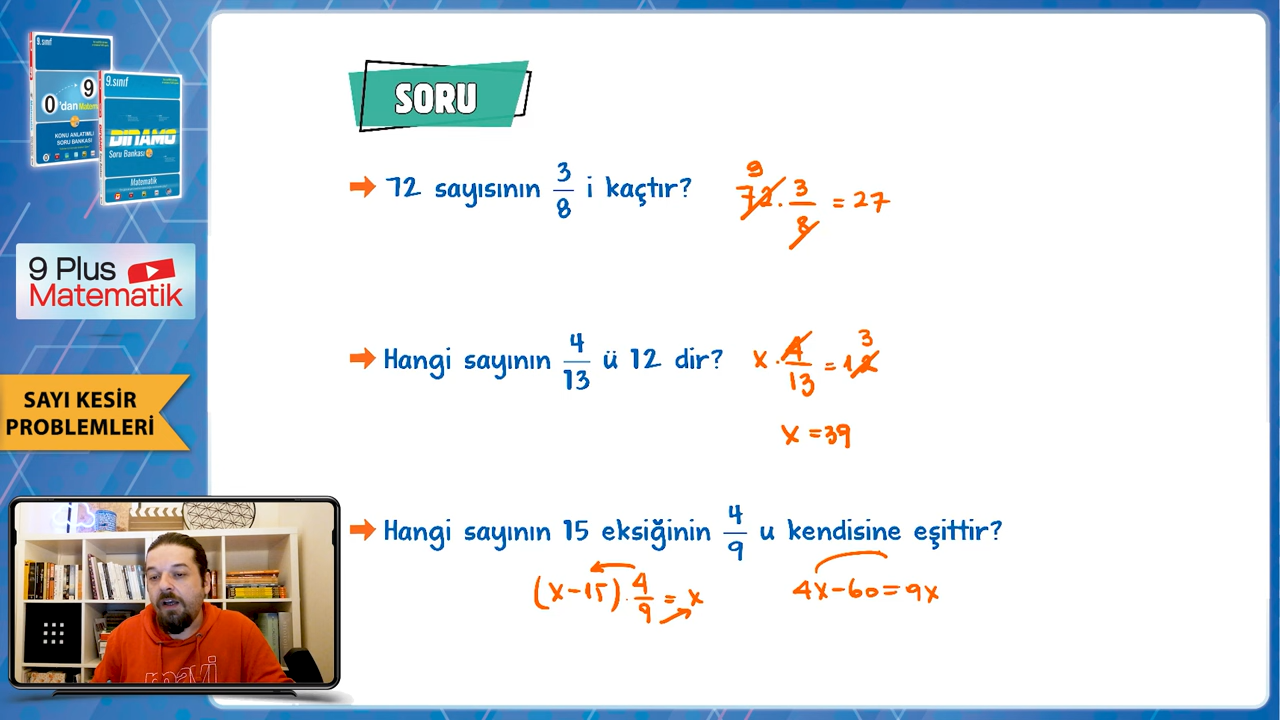 9.sınıf
0'dan 9
Matematik
KONU ANLATIMLI
SORU BANKASI
9.sınıf
DİNAMO
Soru Bankası
Matematik
9 Plus
Matematik
SAYI KESİR
PROBLEMLERİ
SORU
72 sayısının 3/8 i kaçtır? 72 . 3/8 = 27
9
Hangi sayının 4/13 ü 12 dir? x . 4/13 = 12
3
x = 39
Hangi sayının 15 eksiğinin 4/9 u kendisine eşittir?
(x-15) . 4/9 = x 4x-60=9x
mavi